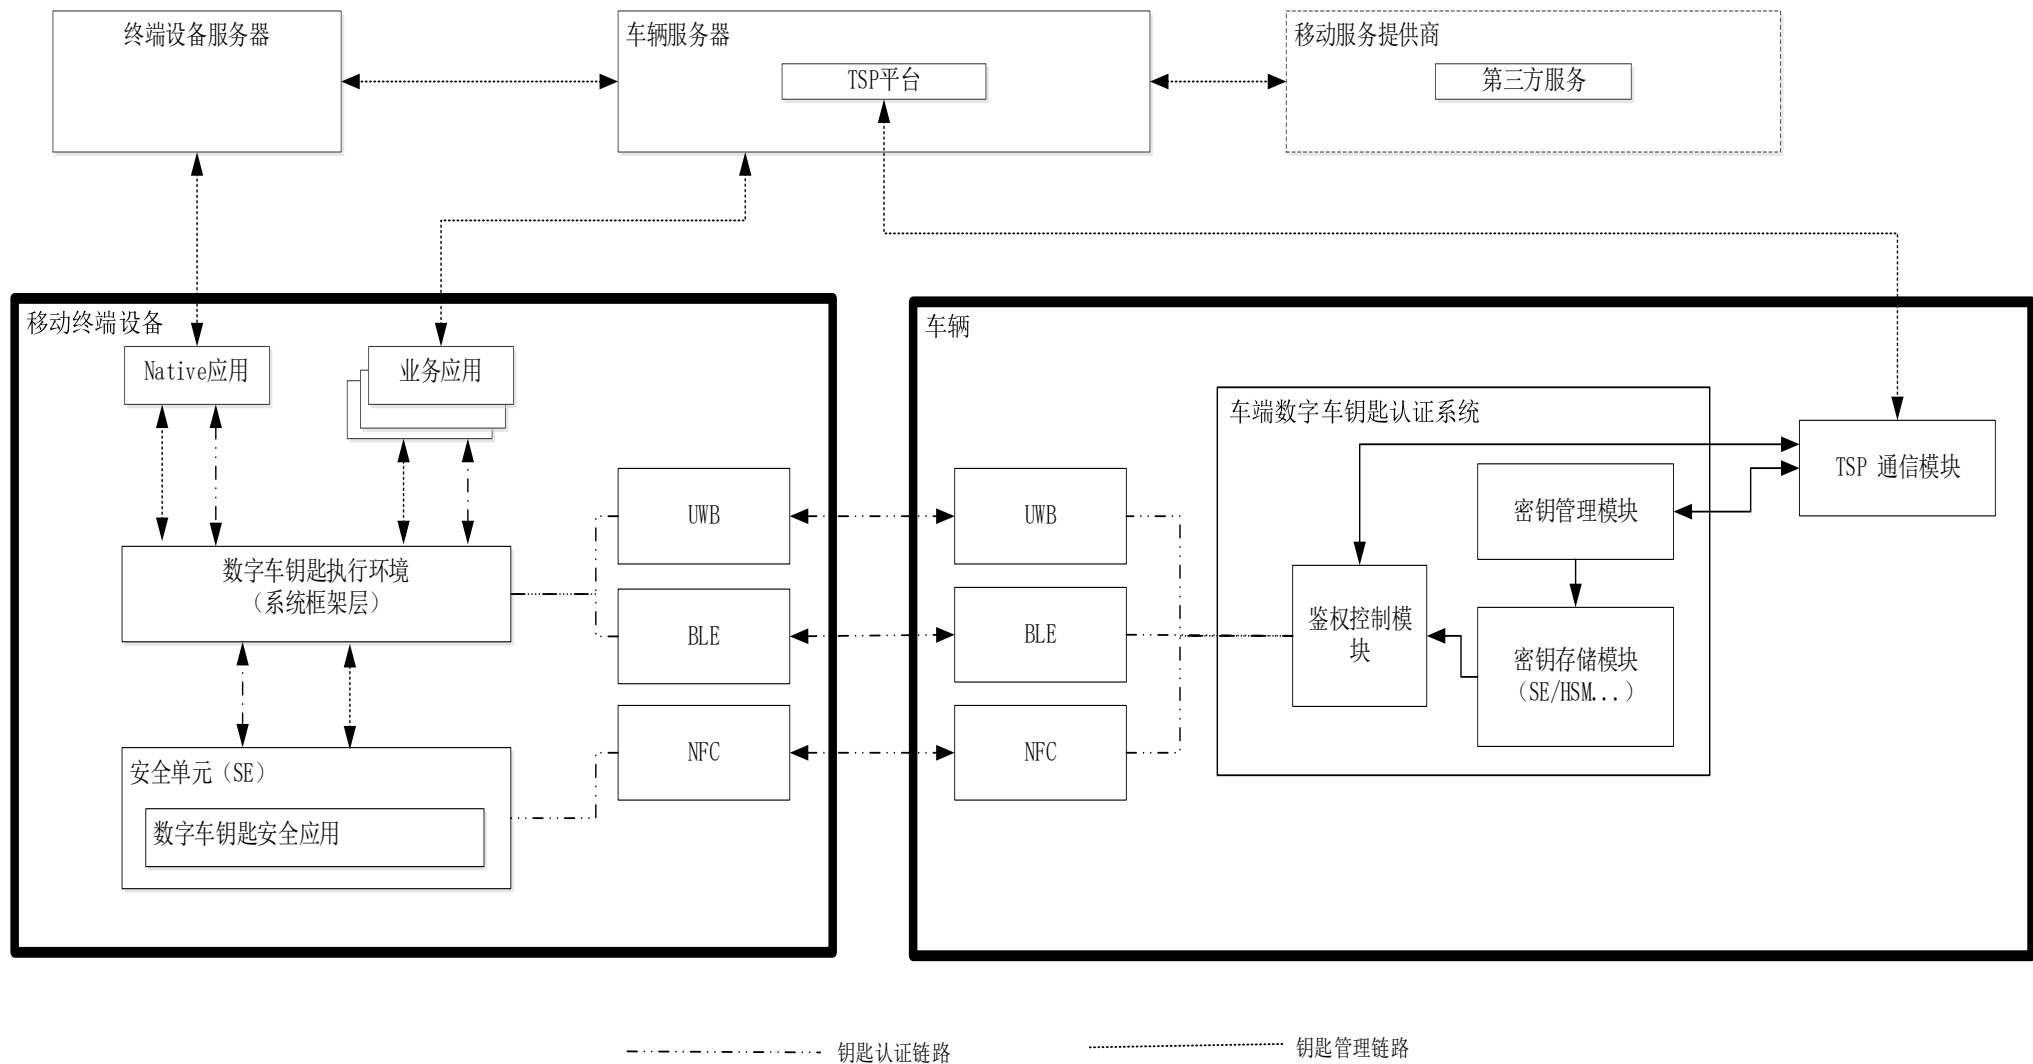 终端设备服务器
车辆服务器
TSP平台
移动服务提供商
第三方服务
移动终端设备
Native应用
业务应用
数字车钥匙执行环境
（系统框架层）
安全单元（SE）
数字车钥匙安全应用
UWB
BLE
NFC
车辆
UWB
BLE
NFC
车端数字车钥匙认证系统
鉴权控制模
块
密钥管理模块
密钥存储模块
（SE/HSM...）
TSP 通信模块
钥匙认证链路
钥匙管理链路